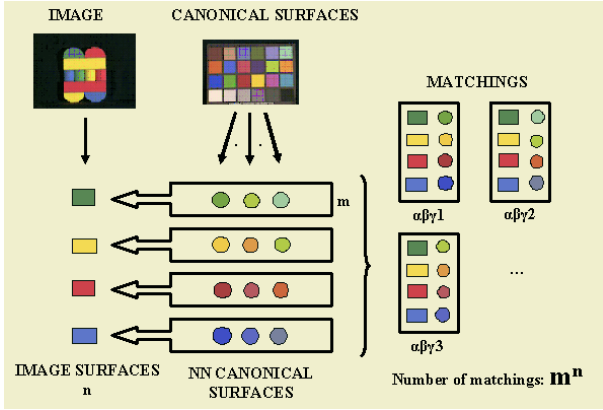 IMAGE
CANONICAL SURFACES
MATCHINGS
m
αβγ1
αβγ2
αβγ3
...
IMAGE SURFACES
n
NN CANONICAL
SURFACES
Number of matchings: mⁿ